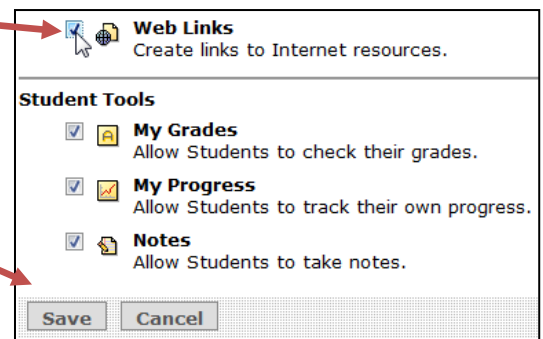 Web Links
Create links to Internet resources.
Student Tools
My Grades
Allow Students to check their grades.
My Progress
Allow Students to track their own progress.
Notes
Allow Students to take notes.
Save Cancel